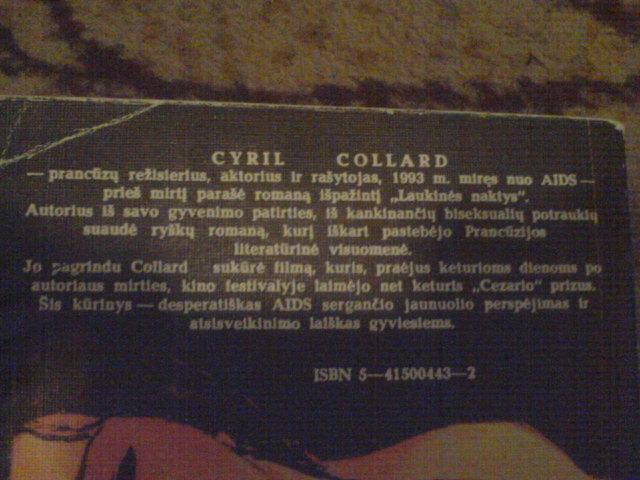 CYRIL COLLARD
— prancūzų režisierius, aktorius ir rašytojas, 1993 m. miręs nuo AIDS —
prieš mirtį parašė romaną išpažintį „Laukinės naktys".
Autorius iš savo gyvenimo patirties, iš kankinančių biseksualių potraukių
suaudė ryškų romaną, kurį iškart pastebėjo Prancūzijos
literatūrinė visuomenė.
Jo pagrindu Collard sukūrė filmą, kuris, praėjus keturioms dienoms po
autoriaus mirties, kino festivalyje laimėjo net keturis „Cezario" prizus.
Šis kūrinys — desperatiškas AIDS sergančio jaunuolio perspėjimas ir
atsisveikinimo laiškas gyviesiems.
ISBN 5—41500443—2